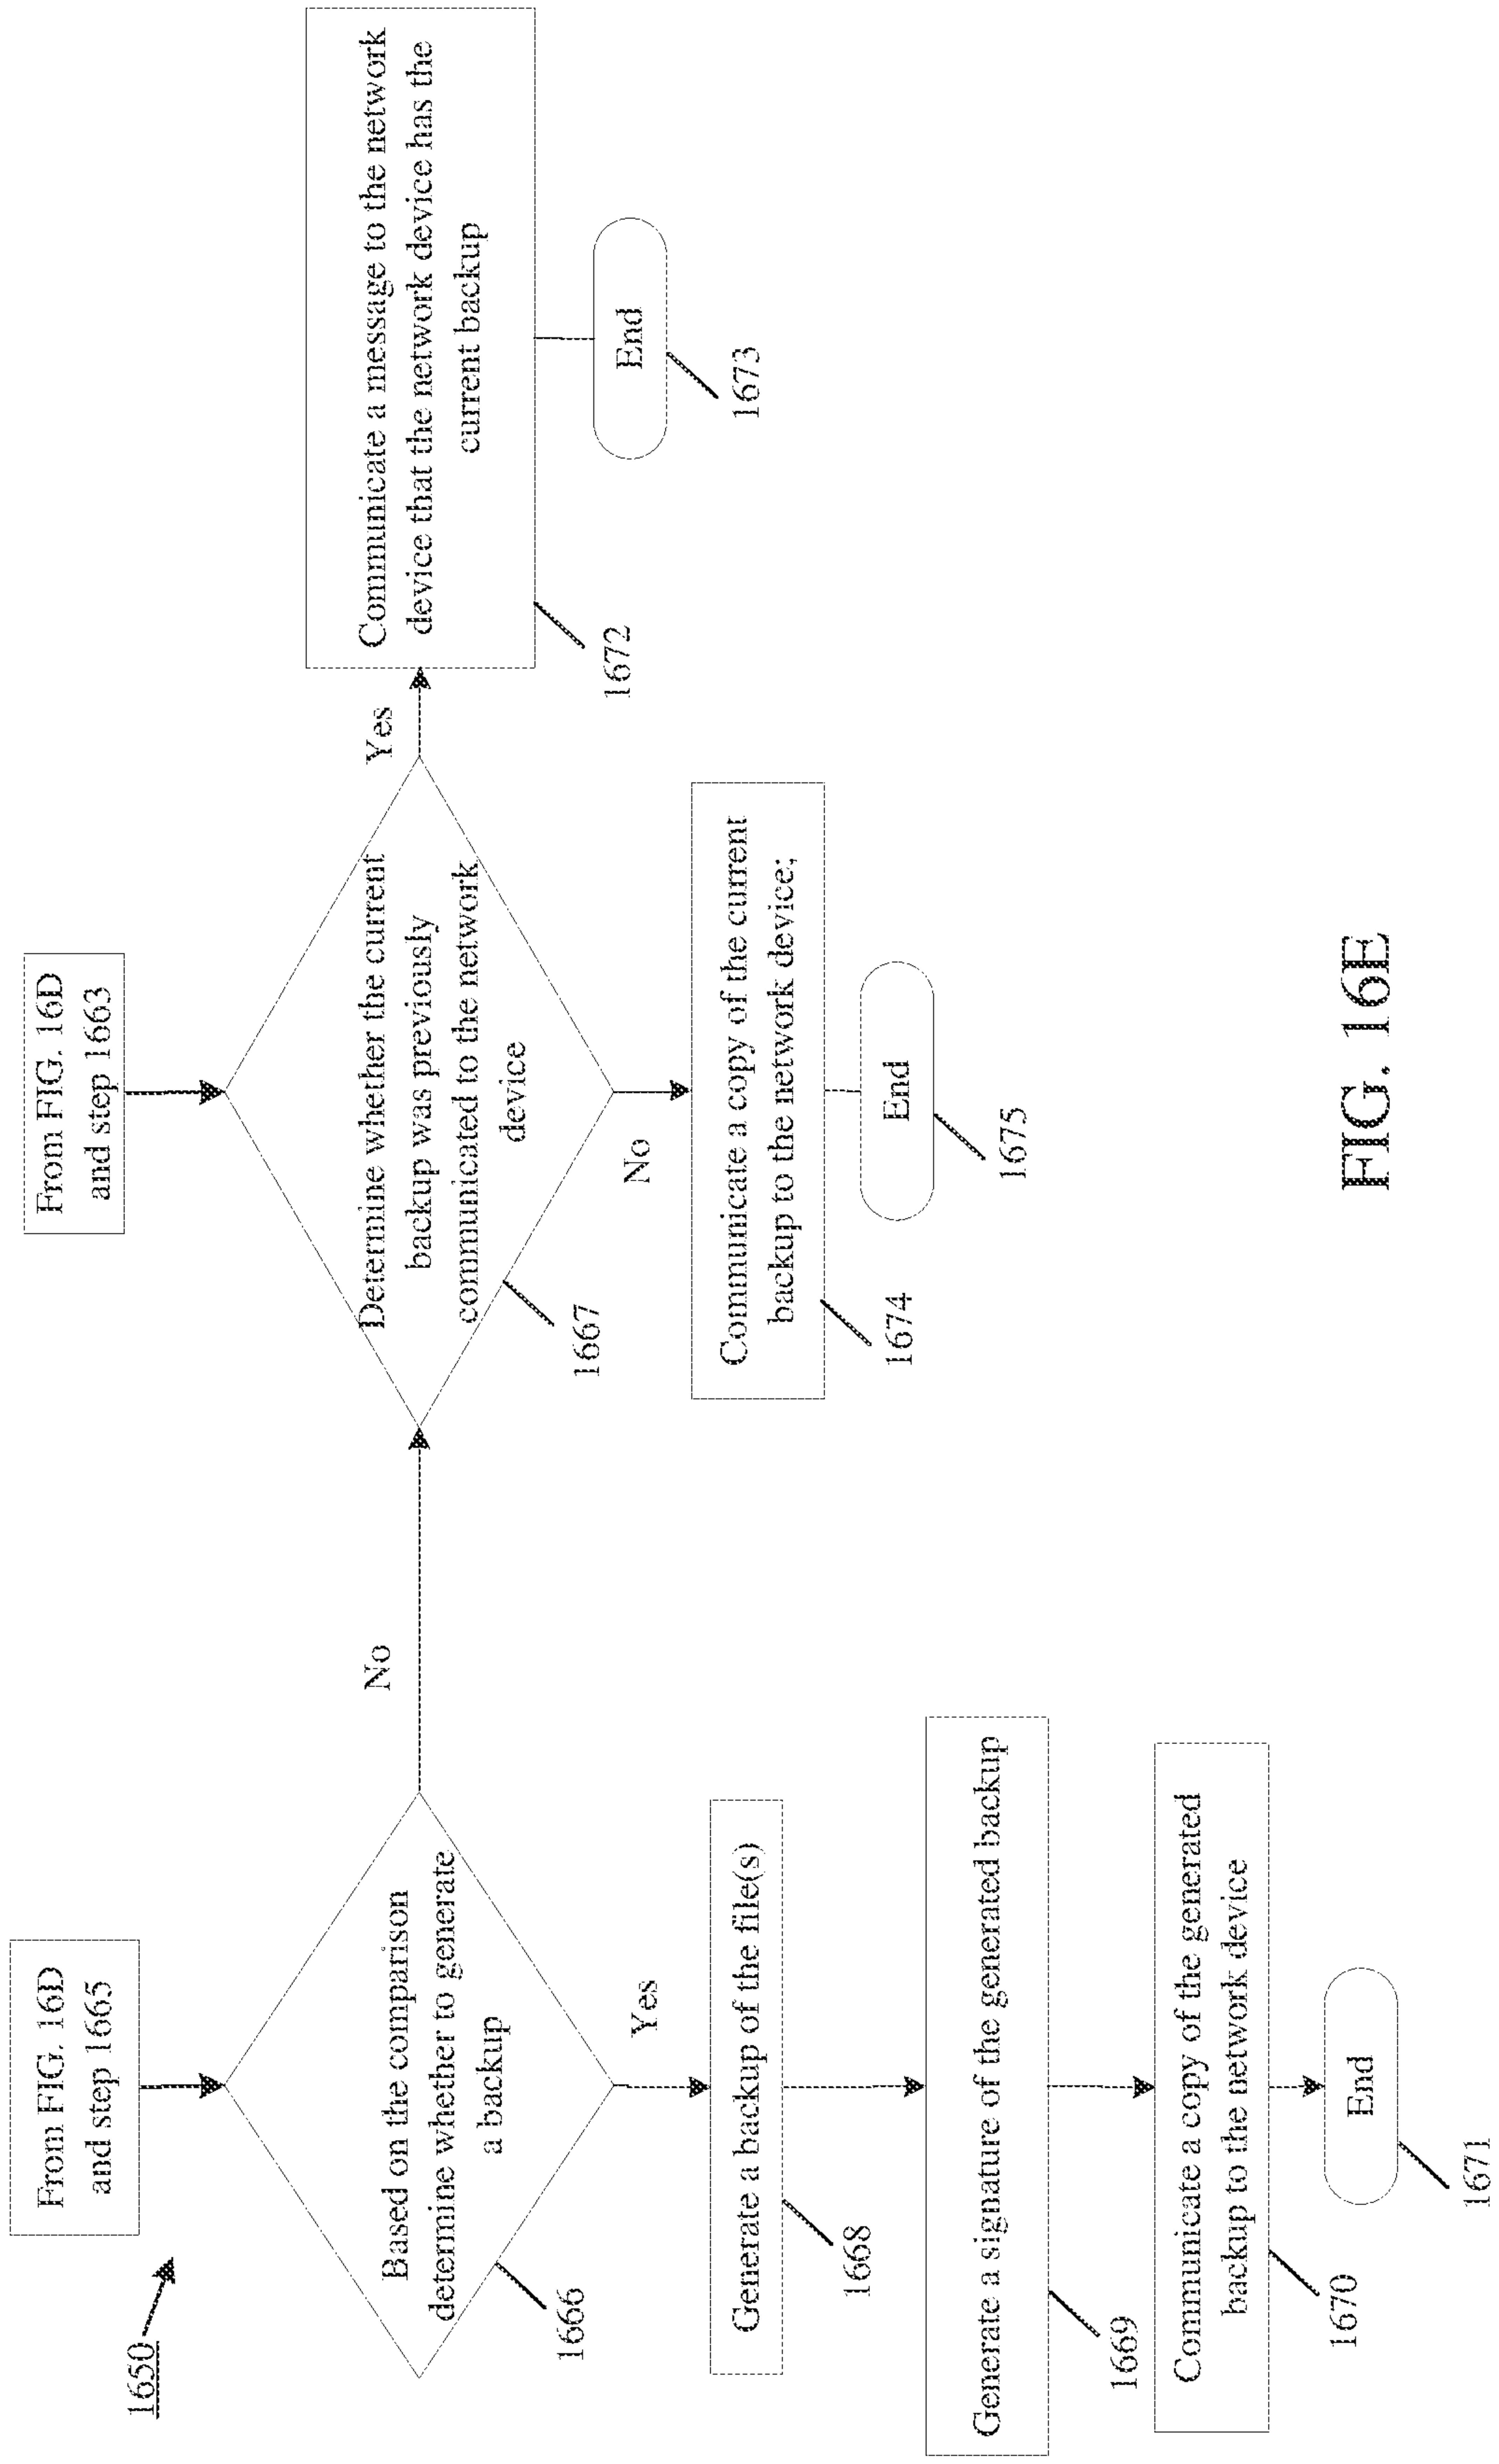 1650
From FIG. 16D
and step 1665
Based on the comparison
determine whether to generate
a backup
1666
No
Yes
Generate a backup of the file(s)
1668
Generate a signature of the generated backup
1669
Communicate a copy of the generated
backup to the network device
1670
End
1671
From FIG. 16D
and step 1663
Determine whether the current
backup was previously
communicated to the network
device
1667
Yes
No
Communicate a copy of the current
backup to the network device;
1674
End
1675
Communicate a message to the network
device that the network device has the
current backup
1672
End
1673
FIG. 16E